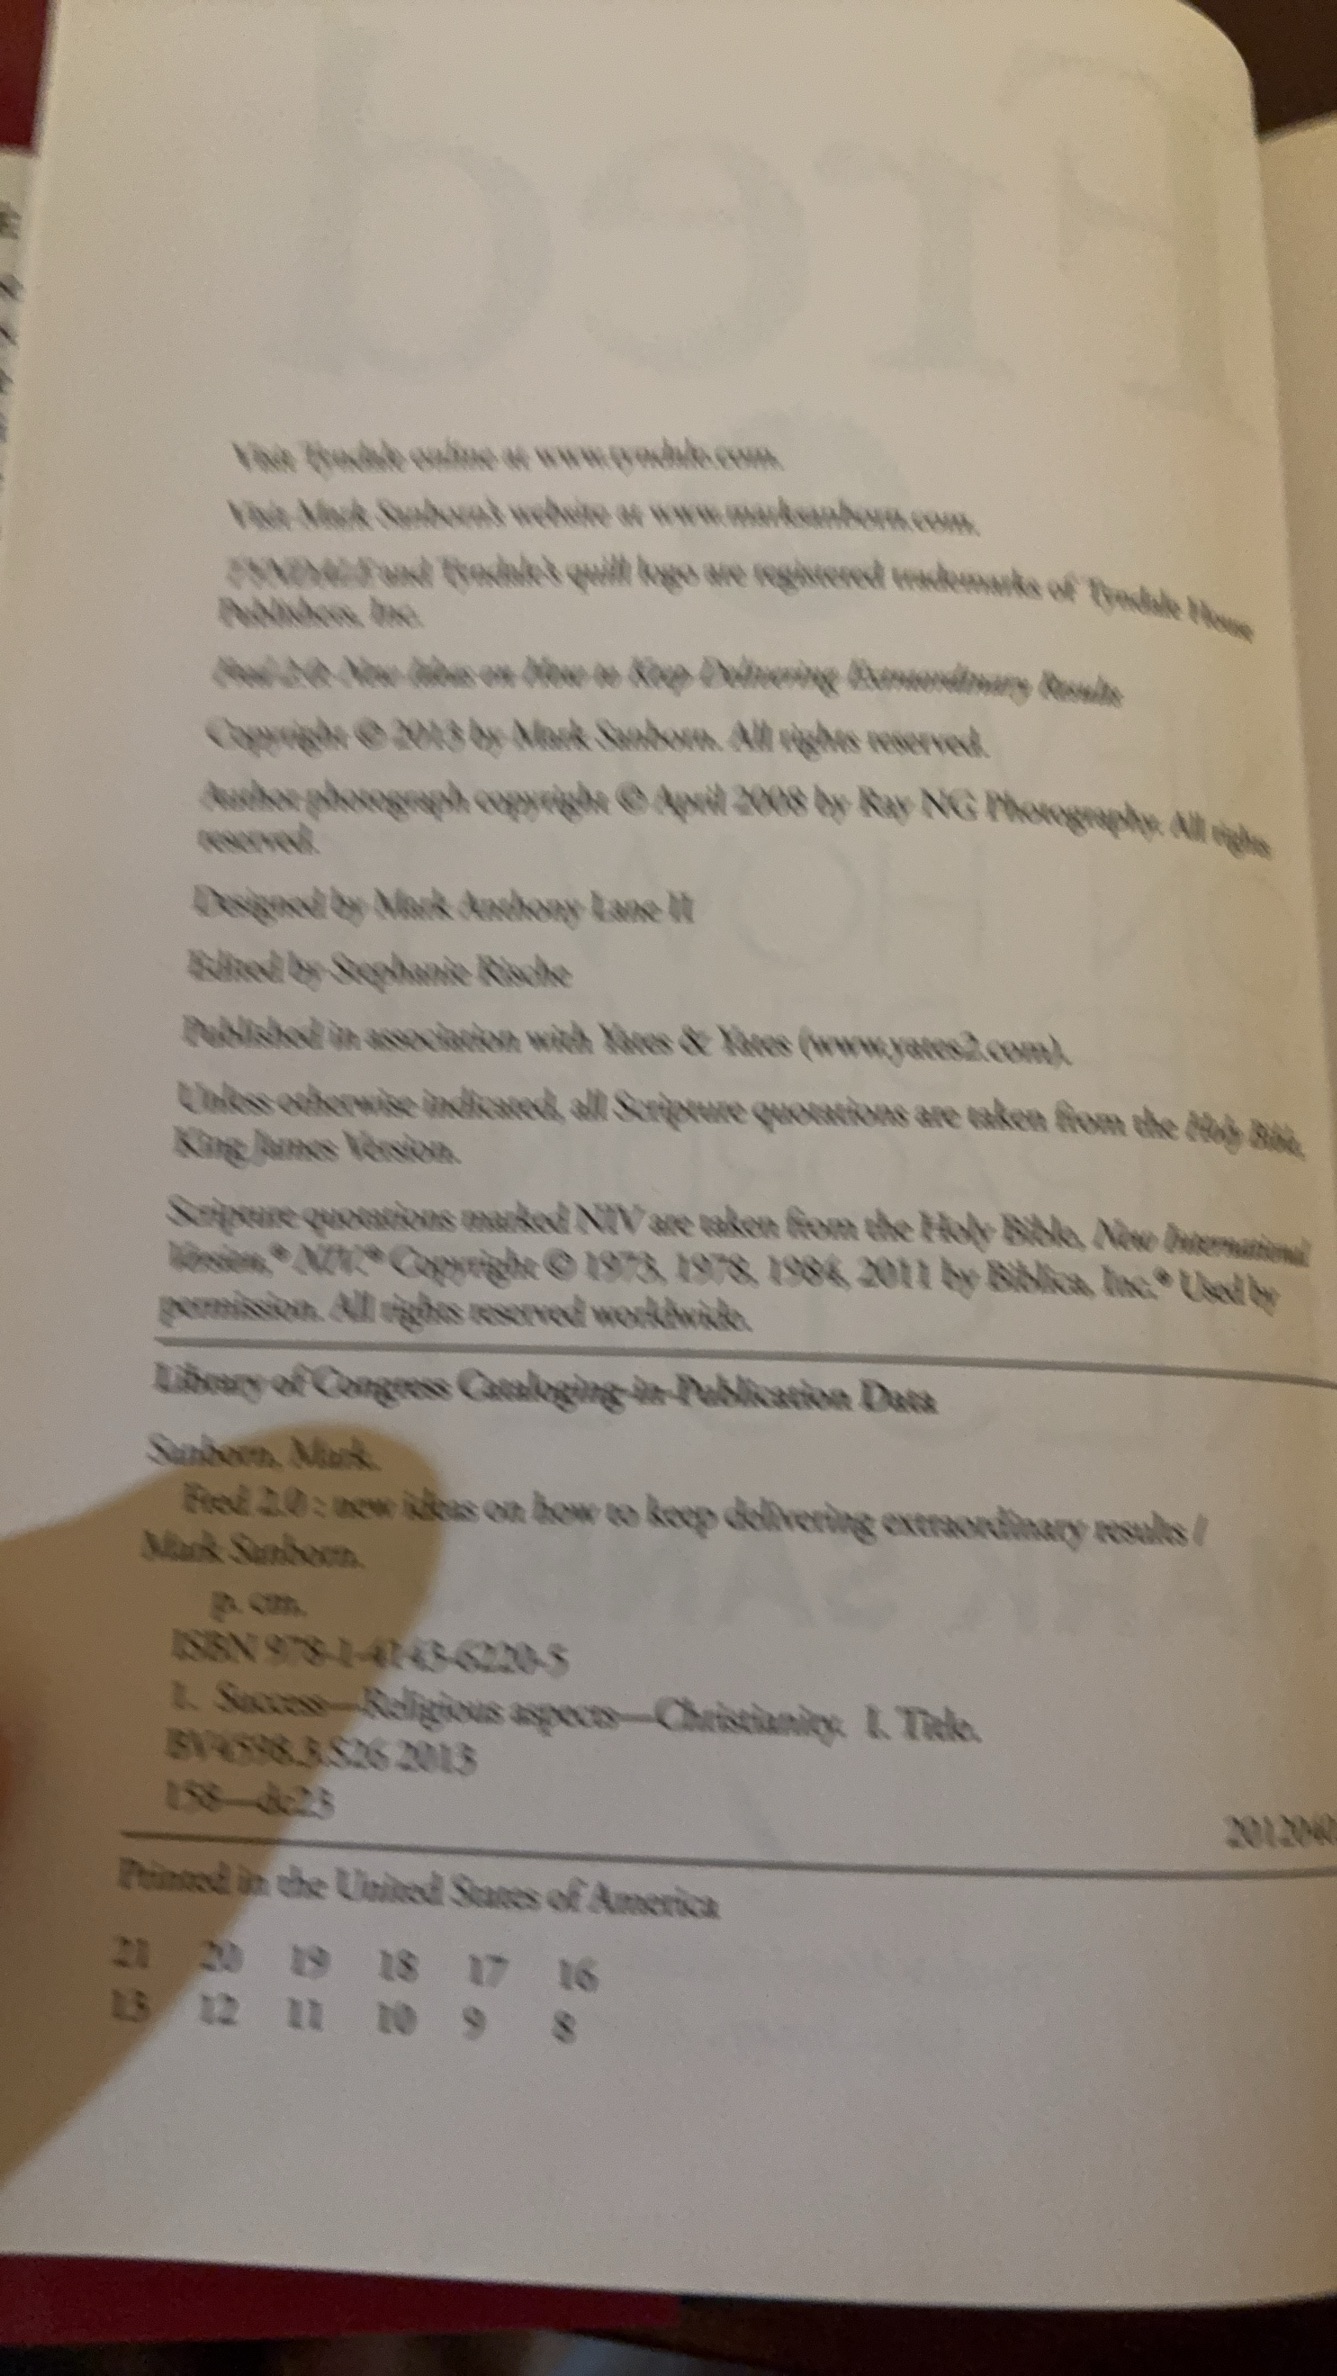 Visit Tyndale online at www.tyndale.com.
Visit Mark Sanborn's website at www.marksanborn.com.
TYNDALE and Tyndale's quill logo are registered trademarks of Tyndale House
Publishers, Inc.
Fred 2.0: New Ideas on How to Keep Delivering Extraordinary Results
Copyright © 2013 by Mark Sanborn. All rights reserved.
Author photograph copyright © April 2008 by Ray NG Photography. All rights
reserved.
Designed by Mark Anthony Lane II
Edited by Stephanie Rische
Published in association with Yates & Yates (www.yates2.com).
Unless otherwise indicated, all Scripture quotations are taken from the Holy Bible,
King James Version.
Scripture quotations marked NIV are taken from the Holy Bible, New International
Version,® NIV.® Copyright © 1973, 1978, 1984, 2011 by Biblica, Inc.® Used by
permission. All rights reserved worldwide.
Library of Congress Cataloging-in-Publication Data
Sanborn, Mark.
Fred 2.0 : new ideas on how to keep delivering extraordinary results /
Mark Sanborn.
p. cm.
ISBN 978-1-4143-6220-5
1. Success—Religious aspects—Christianity. I. Title.
BV4598.3.S26 2013
158—dc23
Printed in the United States of America
21 20 19 18 17 16
13 12 11 10 9 8